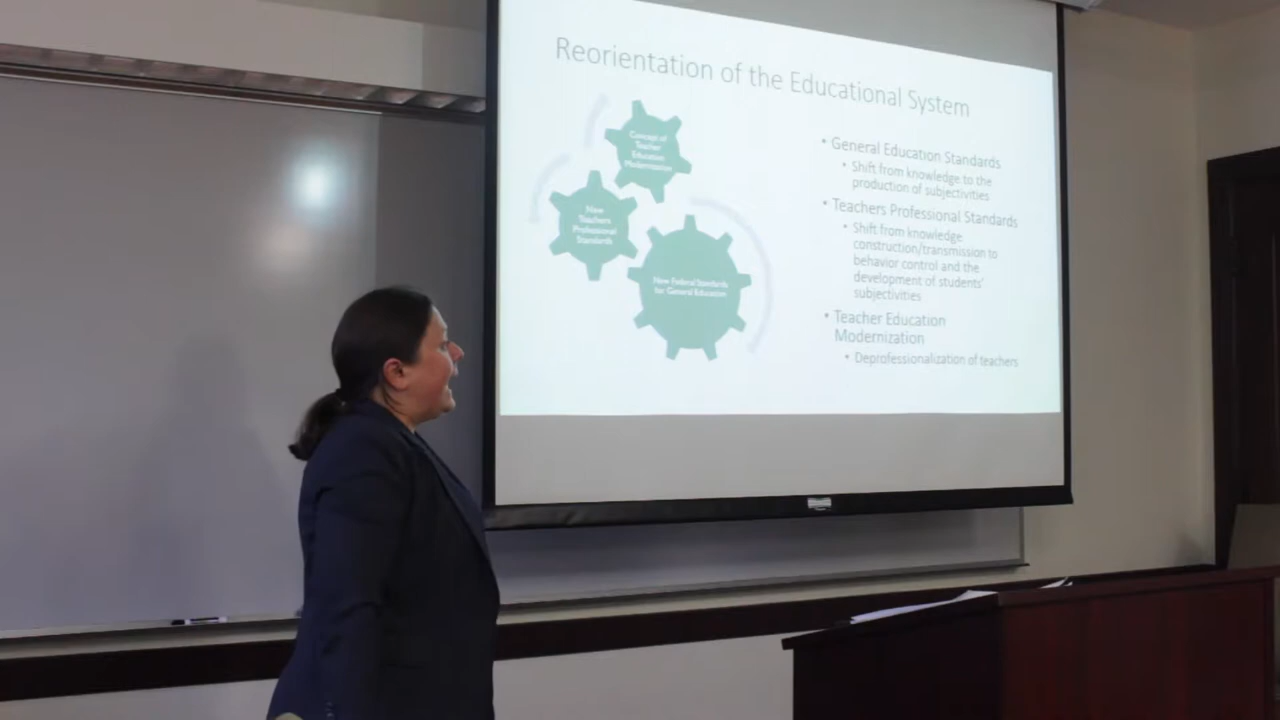 Reorientation of the Educational System
Concept of
Teacher
Education
Modernization
New
Teachers
Professional
Standards
New Federal Standards
for General Education
• General Education Standards
• Shift from knowledge to the
production of subjectivities
• Teachers Professional Standards
• Shift from knowledge
construction/transmission to
behavior control and the
development of students'
subjectivities
• Teacher Education
Modernization
• Deprofessionalization of teachers